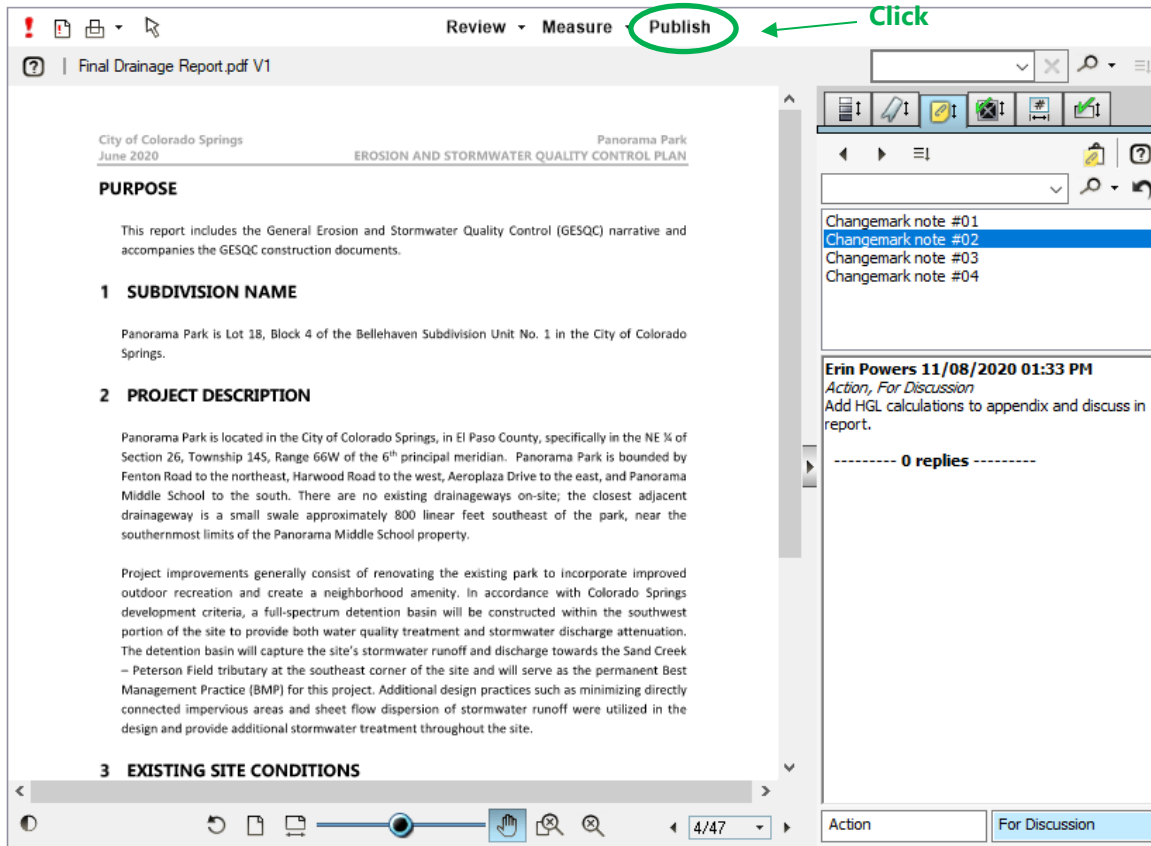 Review Measure Publish
Click
Final Drainage Report.pdf V1
City of Colorado Springs Panorama Park
June 2020 EROSION AND STORMWATER QUALITY CONTROL PLAN
PURPOSE
This report includes the General Erosion and Stormwater Quality Control (GESQC) narrative and
accompanies the GESQC construction documents.
1 SUBDIVISION NAME
Panorama Park is Lot 18, Block 4 of the Bellehaven Subdivision Unit No. 1 in the City of Colorado
Springs.
2 PROJECT DESCRIPTION
Panorama Park is located in the City of Colorado Springs, in El Paso County, specifically in the NE ¼ of
Section 26, Township 14S, Range 66W of the 6th principal meridian. Panorama Park is bounded by
Fenton Road to the northeast, Harwood Road to the west, Aeroplaza Drive to the east, and Panorama
Middle School to the south. There are no existing drainageways on-site; the closest adjacent
drainageway is a small swale approximately 800 linear feet southeast of the park, near the
southernmost limits of the Panorama Middle School property.
Project improvements generally consist of renovating the existing park to incorporate improved
outdoor recreation and create a neighborhood amenity. In accordance with Colorado Springs
development criteria, a full-spectrum detention basin will be constructed within the southwest
portion of the site to provide both water quality treatment and stormwater discharge attenuation.
The detention basin will capture the site's stormwater runoff and discharge towards the Sand Creek
– Peterson Field tributary at the southeast corner of the site and will serve as the permanent Best
Management Practice (BMP) for this project. Additional design practices such as minimizing directly
connected impervious areas and sheet flow dispersion of stormwater runoff were utilized in the
design and provide additional stormwater treatment throughout the site.
3 EXISTING SITE CONDITIONS
4/47
Changemark note #01
Changemark note #02
Changemark note #03
Changemark note #04
Erin Powers 11/08/2020 01:33 PM
Action, For Discussion
Add HGL calculations to appendix and discuss in
report.
--------- 0 replies ---------
Action For Discussion